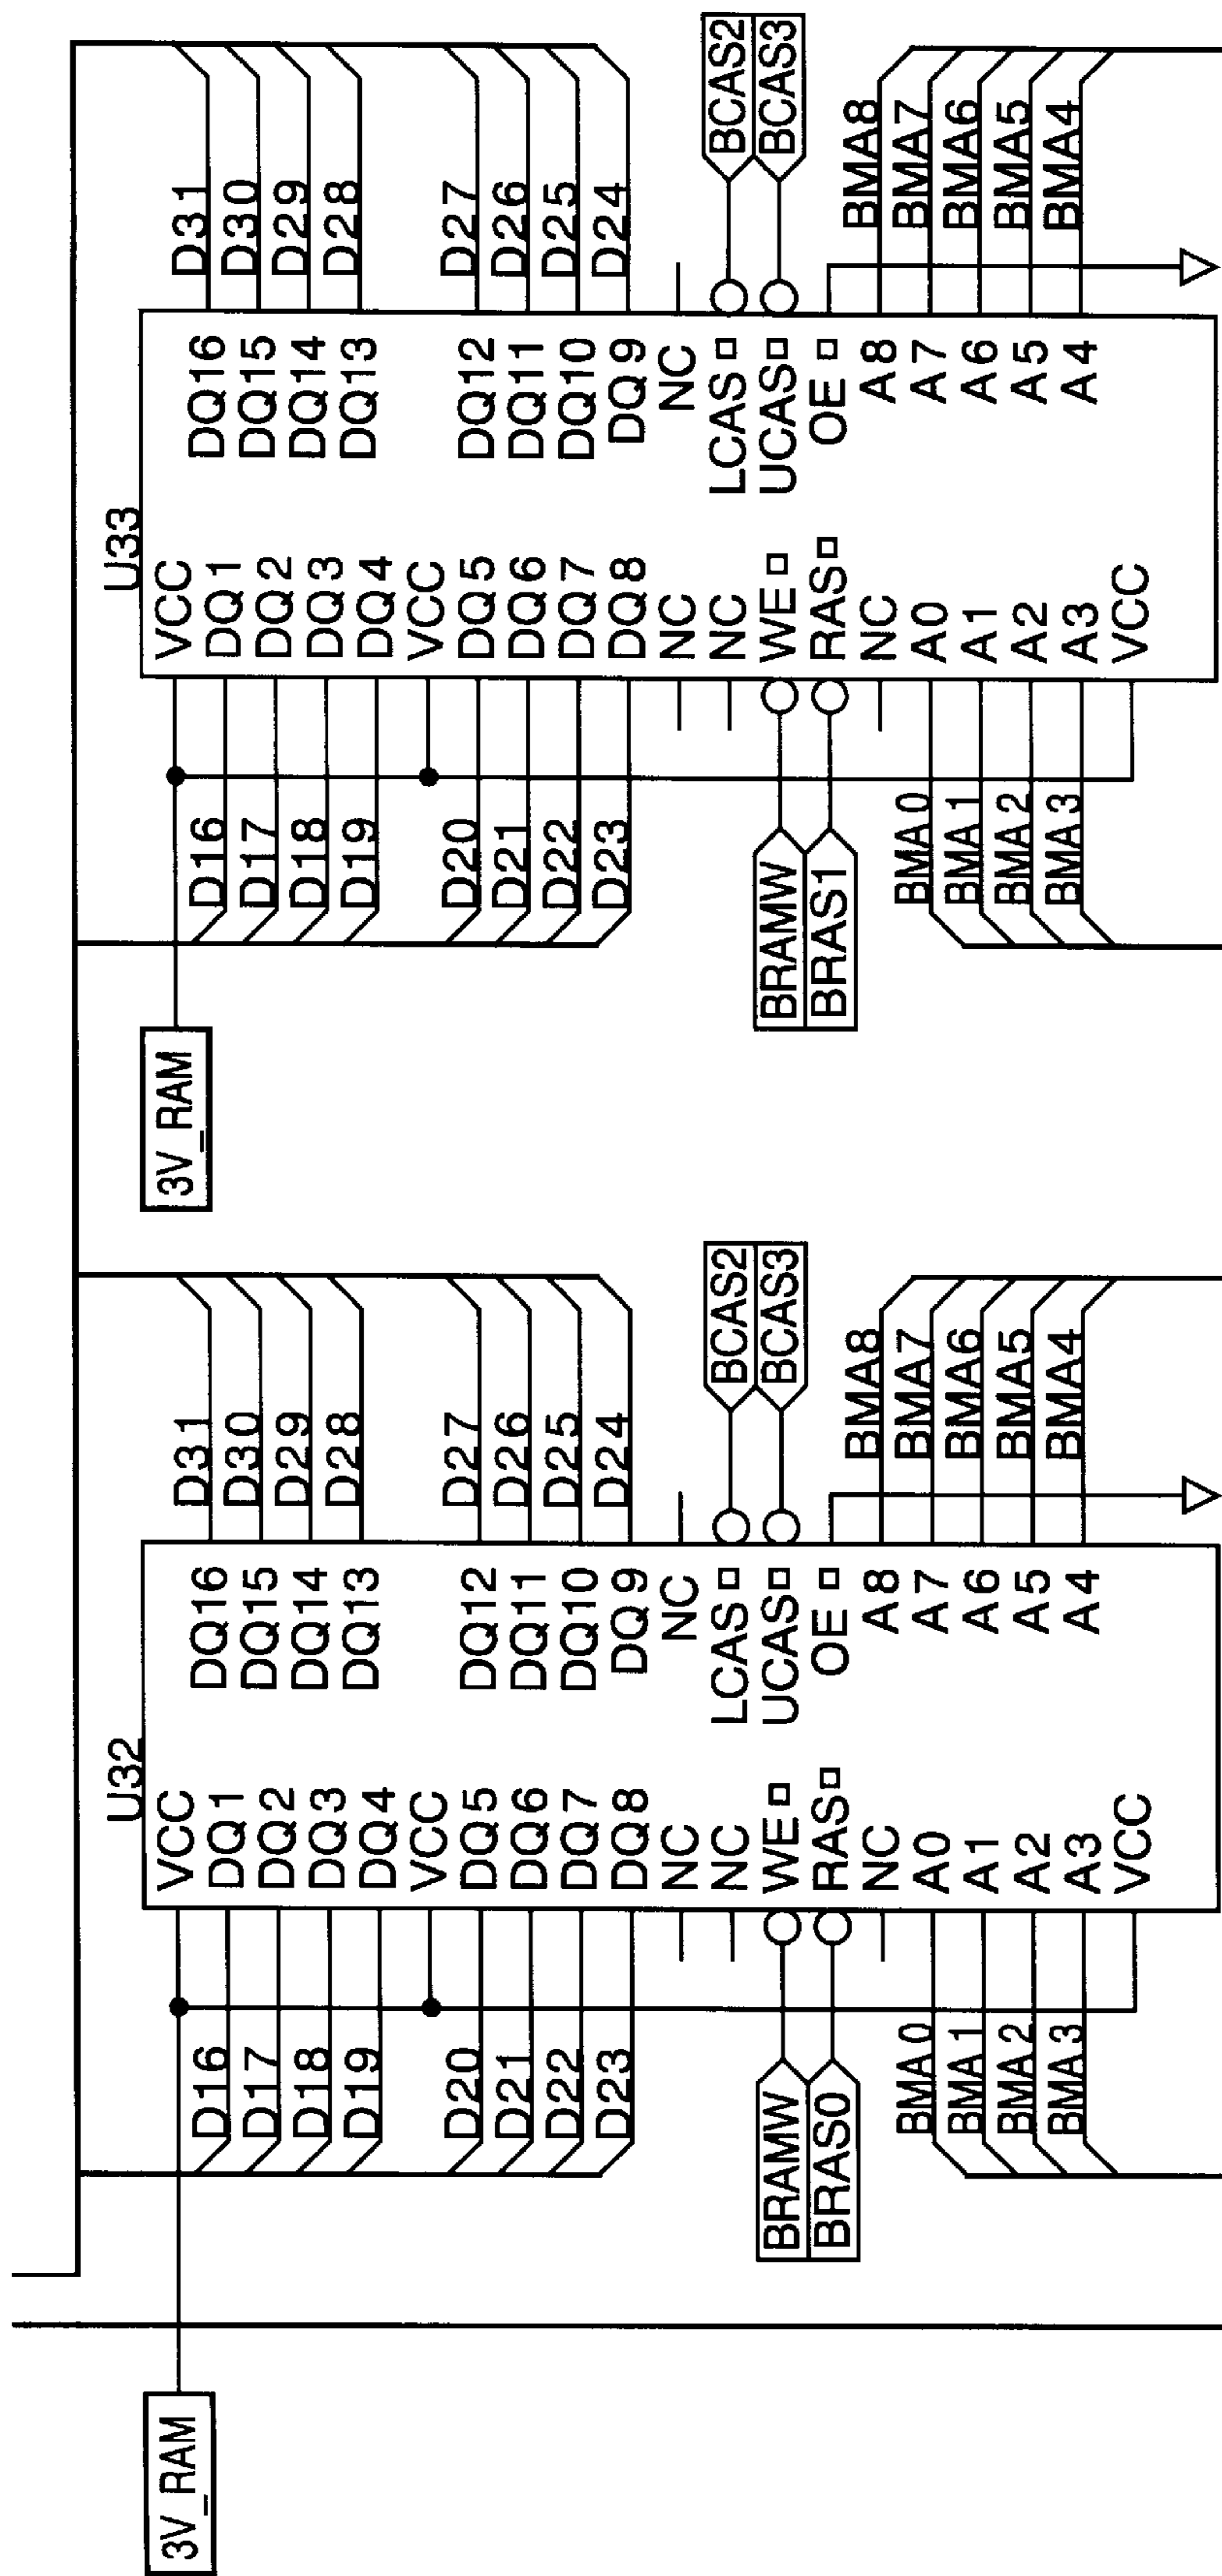 3V_RAM
U32
VCC
DQ1
DQ2
DQ3
DQ4
VCC
DQ5
DQ6
DQ7
DQ8
NC
NC
WE
RAS
NC
A0
A1
A2
A3
VCC
DQ16
DQ15
DQ14
DQ13
DQ12
DQ11
DQ10
DQ9
NC
LCAS
UCAS
OE
A8
A7
A6
A5
A4
D16
D17
D18
D19
D20
D21
D22
D23
BRAMW
BRAS0
BMA0
BMA1
BMA2
BMA3
D31
D30
D29
D28
D27
D26
D25
D24
BCAS2
BCAS3
BMA8
BMA7
BMA6
BMA5
BMA4
3V_RAM
U33
VCC
DQ1
DQ2
DQ3
DQ4
VCC
DQ5
DQ6
DQ7
DQ8
NC
NC
WE
RAS
NC
A0
A1
A2
A3
VCC
DQ16
DQ15
DQ14
DQ13
DQ12
DQ11
DQ10
DQ9
NC
LCAS
UCAS
OE
A8
A7
A6
A5
A4
D16
D17
D18
D19
D20
D21
D22
D23
BRAMW
BRAS1
BMA0
BMA1
BMA2
BMA3
D31
D30
D29
D28
D27
D26
D25
D24
BCAS2
BCAS3
BMA8
BMA7
BMA6
BMA5
BMA4